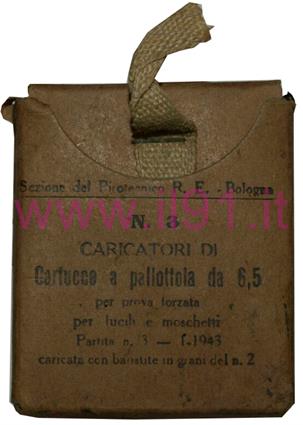 Sezione del Pirotecnico R. E. - Bologna
www.il91.it
N. 3
CARICATORI DI
Cartucce a pallottola da 6,5
per prova forzata
per fucili e moschetti
Partita n. 3 — f-1943
caricata con balistite in grani del n. 2